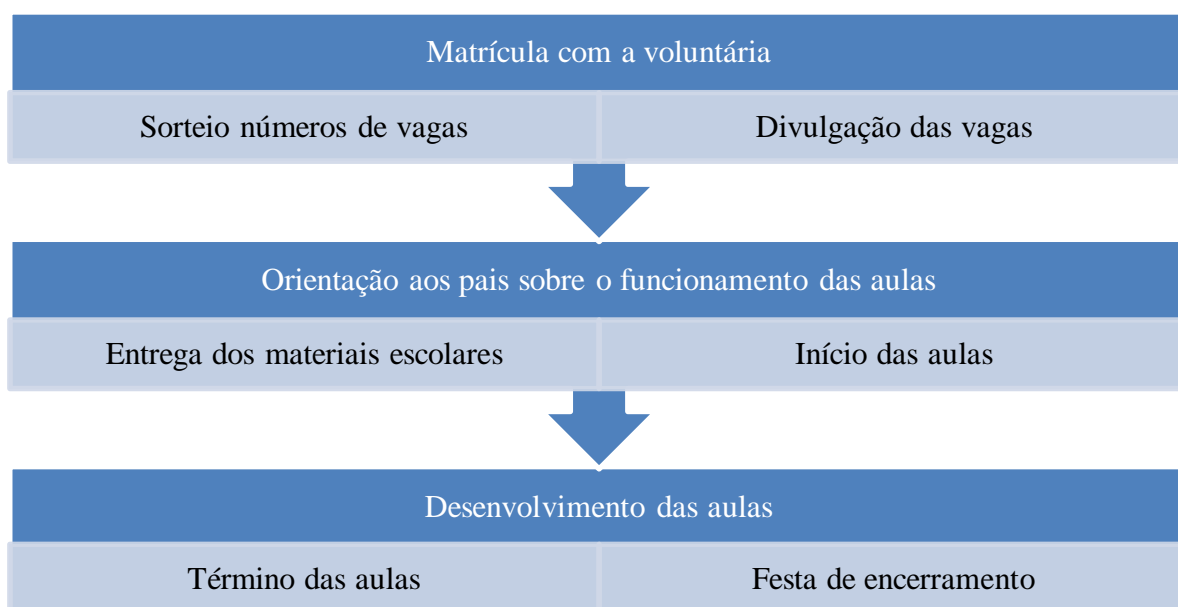 Matrícula com a voluntária
Sorteio números de vagas
Divulgação das vagas
Orientação aos pais sobre o funcionamento das aulas
Entrega dos materiais escolares
Início das aulas
Desenvolvimento das aulas
Término das aulas
Festa de encerramento